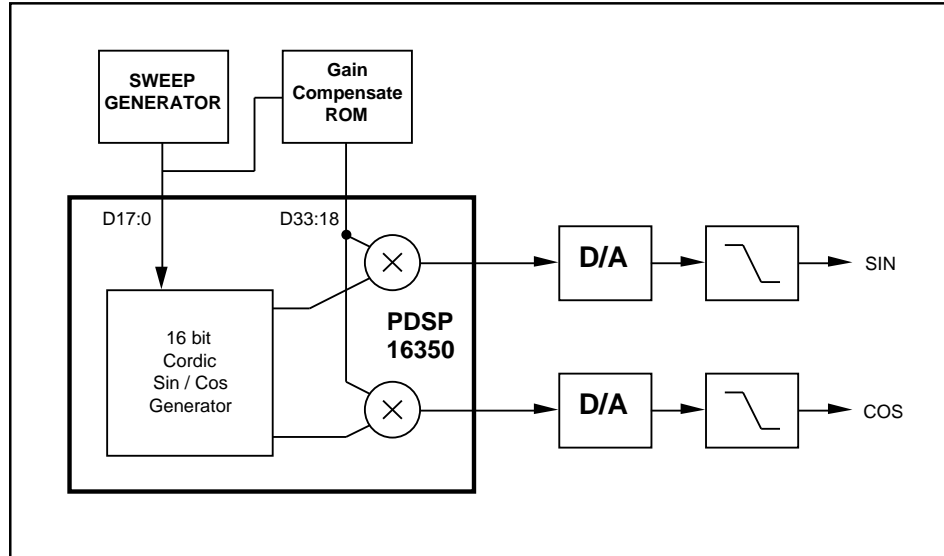 SWEEP
GENERATOR
Gain
Compensate
ROM
D17:0
D33:18
16 bit
Cordic
Sin / Cos
Generator
PDSP
16350
D/A
SIN
D/A
COS